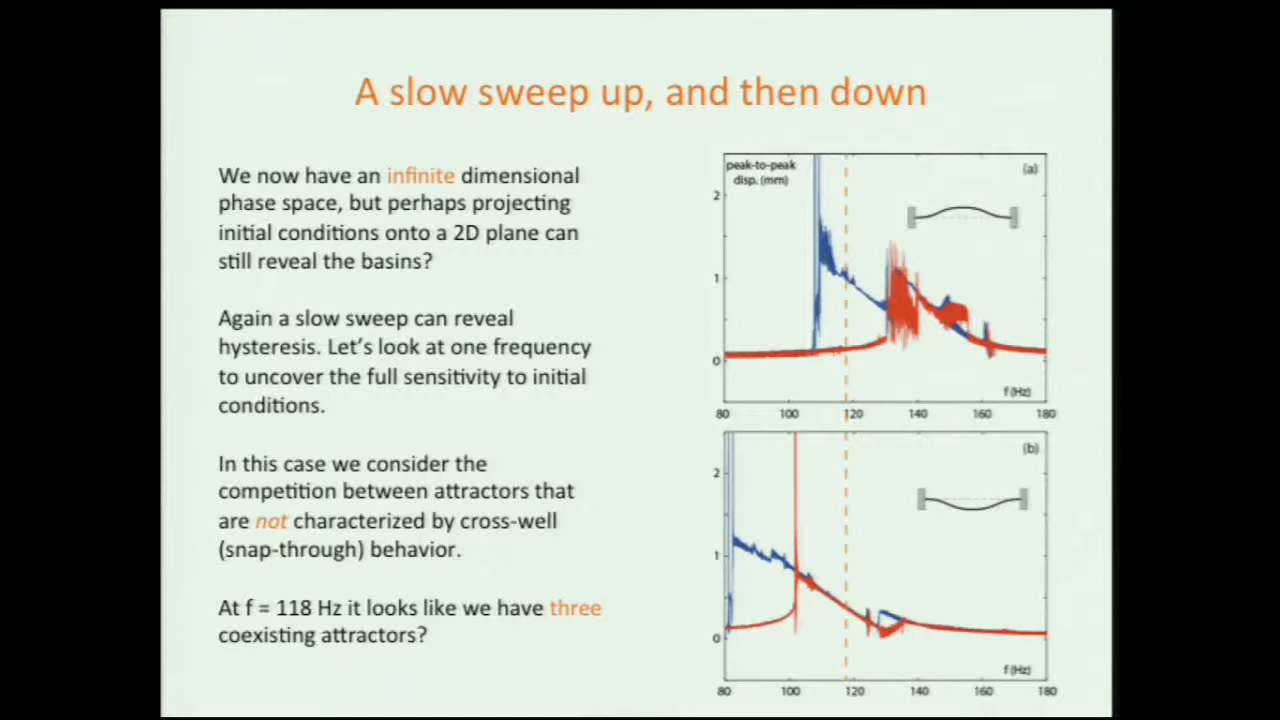 A slow sweep up, and then down
We now have an infinite dimensional
phase space, but perhaps projecting
initial conditions onto a 2D plane can
still reveal the basins?
Again a slow sweep can reveal
hysteresis. Let's look at one frequency
to uncover the full sensitivity to initial
conditions.
In this case we consider the
competition between attractors that
are not characterized by cross-well
(snap-through) behavior.
At f = 118 Hz it looks like we have three
coexisting attractors?
peak-to-peak
disp. (mm)
(a)
2
1
0
f (Hz)
80 100 120 140 160 180
(b)
2
1
0
f (Hz)
80 100 120 140 160 180